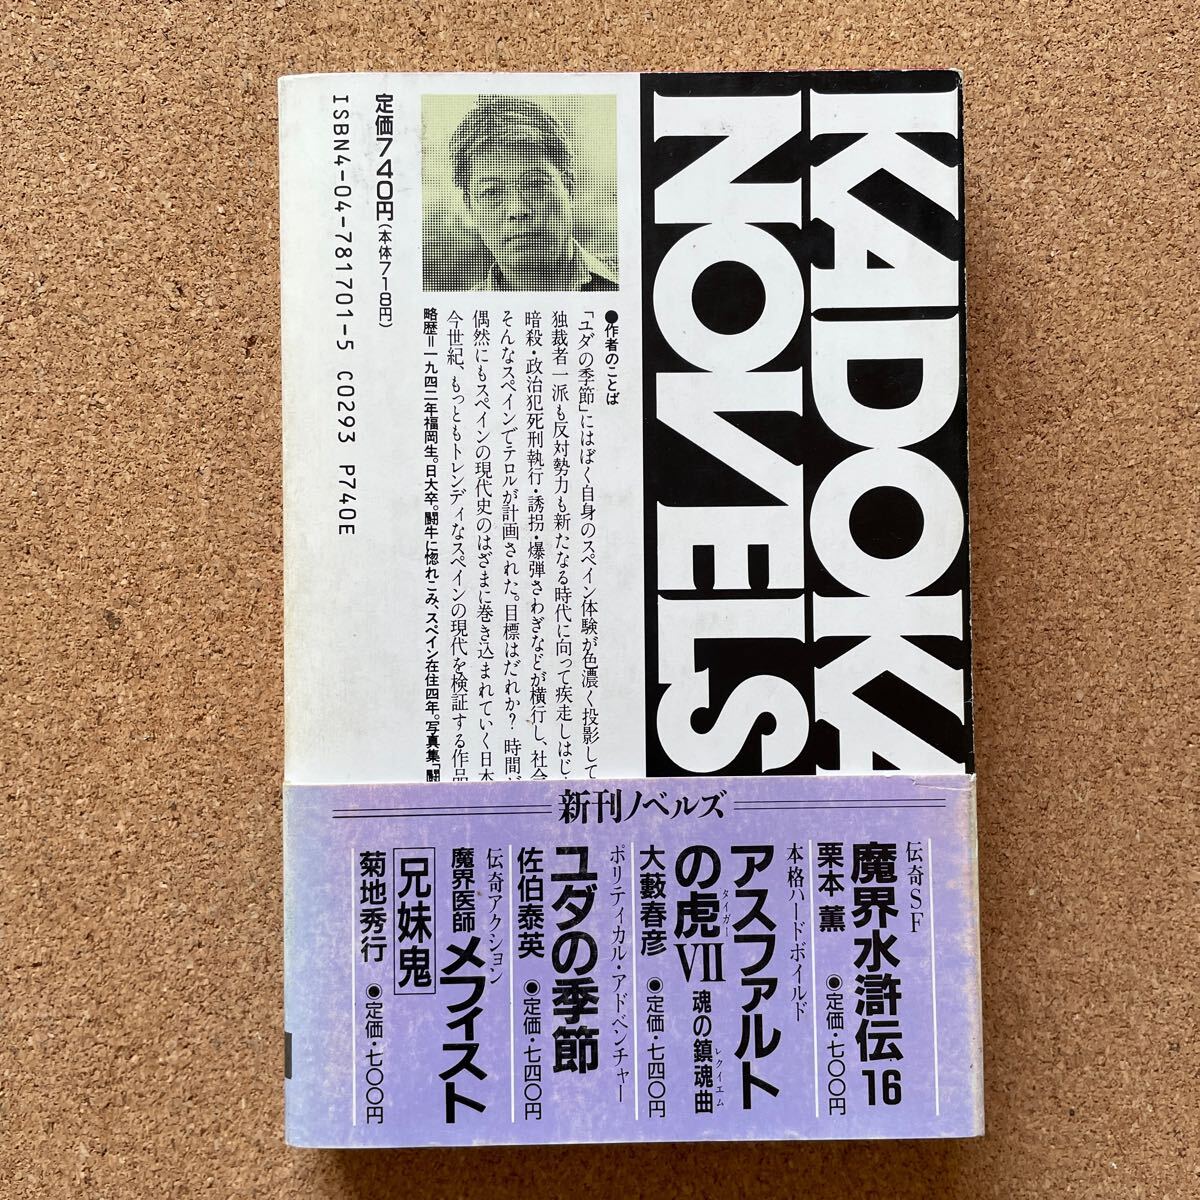 KADOKA
NOVELS
●作者のことば
「ユダの季節」にはぼく自身のスペイン体験が色濃く投影して
独裁者一派も反対勢力も新たなる時代に向って疾走しはじ
暗殺・政治犯死刑執行・誘拐・爆弾さわぎなどが横行し、社会
そんなスペインでテロルが計画された。目標はだれか? 時間が
偶然にもスペインの現代史のはざまに巻き込まれていく日本
今世紀、もっともトレンディなスペインの現代を検証する作品
略歴=一九四二年福岡生。日大卒。闘牛に惚れこみ、スペイン在住四年。写真集「闘
定価740円(本体718円)
ISBN4-04-781701-5 C0293 P740E
新刊ノベルズ
伝奇SF
魔界水滸伝16
栗本 薫 ●定価・七〇〇円
本格ハードボイルド
アスファルト
の虎VII 魂の鎮魂曲
タイガー
レクイエム
大藪春彦 ●定価・七四〇円
ポリティカル・アドベンチャー
ユダの季節
佐伯泰英 ●定価・七四〇円
伝奇アクション
魔界医師メフィスト
兄妹鬼
菊地秀行 ●定価・七〇〇円